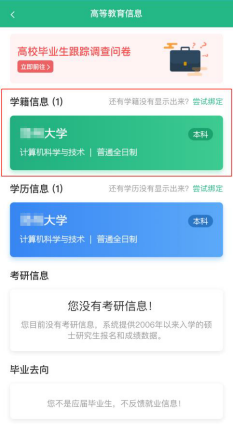 高等教育信息
高校毕业生跟踪调查问卷
立即前往 >
学籍信息 (1)
还有学籍没有显示出来? 尝试绑定
大学
本科
计算机科学与技术 | 普通全日制
学历信息 (1)
还有学历没有显示出来? 尝试绑定
大学
本科
计算机科学与技术 | 普通全日制
考研信息
您没有考研信息!
您目前没有考研信息。系统提供2006年以来入学的硕
士研究生报名和成绩数据。
毕业去向
您不是应届毕业生，不反馈就业信息!